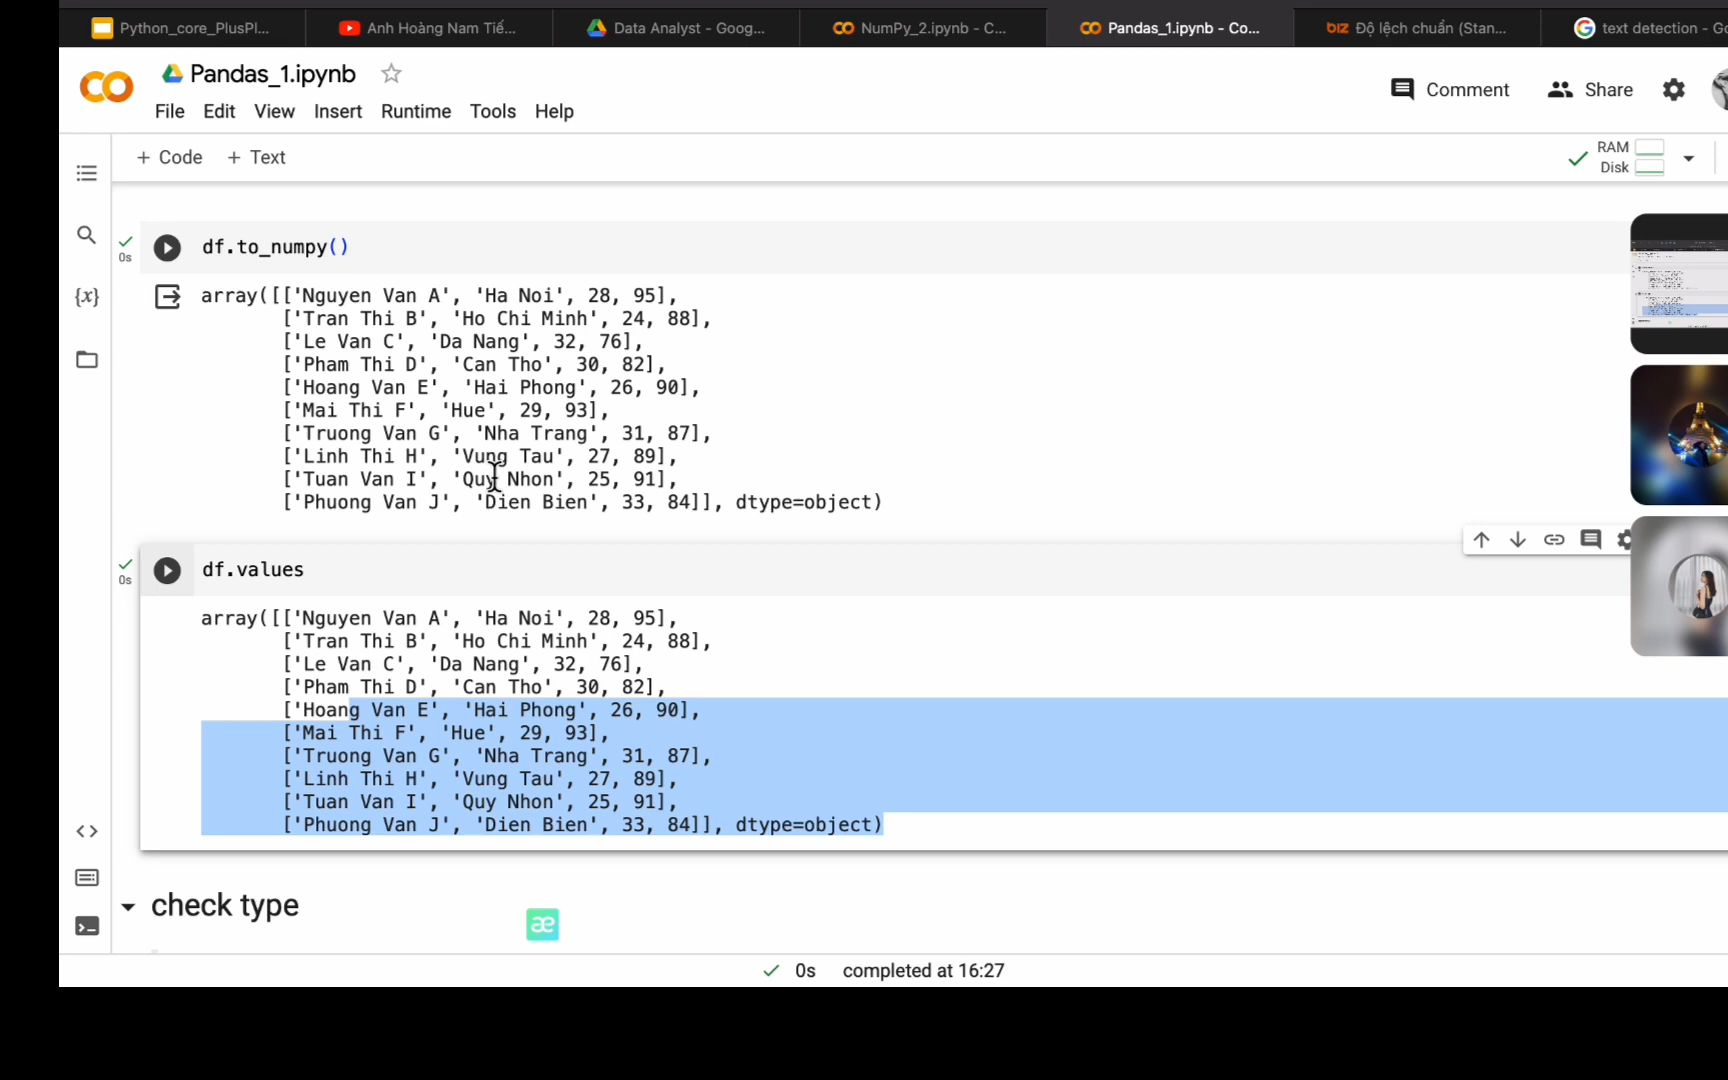 Python_core_PlusPl...
Anh Hoàng Nam Tiế...
Data Analyst - Goog...
NumPy_2.ipynb - C...
Pandas_1.ipynb - Co...
BIZ Độ lệch chuẩn (Stan...
text detection - Go
CO Pandas_1.ipynb
File Edit View Insert Runtime Tools Help
Comment Share
+ Code + Text
RAM
Disk
{x}
0s
df.to_numpy()
array([['Nguyen Van A', 'Ha Noi', 28, 95],
['Tran Thi B', 'Ho Chi Minh', 24, 88],
['Le Van C', 'Da Nang', 32, 76],
['Pham Thi D', 'Can Tho', 30, 82],
['Hoang Van E', 'Hai Phong', 26, 90],
['Mai Thi F', 'Hue', 29, 93],
['Truong Van G', 'Nha Trang', 31, 87],
['Linh Thi H', 'Vung Tau', 27, 89],
['Tuan Van I', 'Quy Nhon', 25, 91],
['Phuong Van J', 'Dien Bien', 33, 84]], dtype=object)
0s
df.values
array([['Nguyen Van A', 'Ha Noi', 28, 95],
['Tran Thi B', 'Ho Chi Minh', 24, 88],
['Le Van C', 'Da Nang', 32, 76],
['Pham Thi D', 'Can Tho', 30, 82],
['Hoang Van E', 'Hai Phong', 26, 90],
['Mai Thi F', 'Hue', 29, 93],
['Truong Van G', 'Nha Trang', 31, 87],
['Linh Thi H', 'Vung Tau', 27, 89],
['Tuan Van I', 'Quy Nhon', 25, 91],
['Phuong Van J', 'Dien Bien', 33, 84]], dtype=object)
check type
æ
0s completed at 16:27